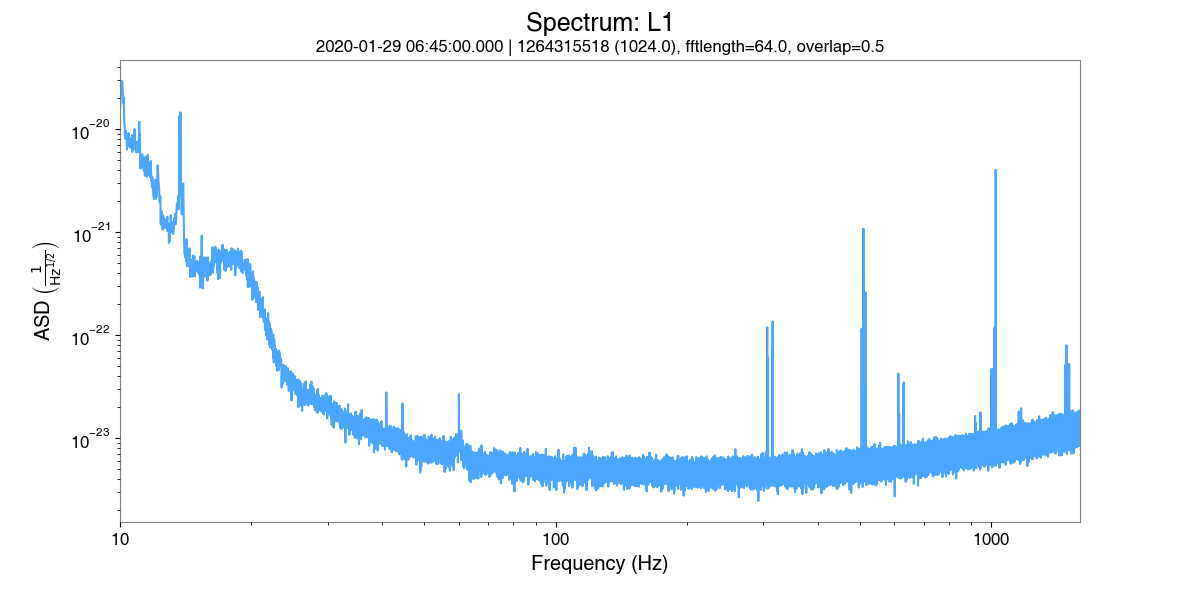 Spectrum: L1
2020-01-29 06:45:00.000 | 1264315518 (1024.0), fftlength=64.0, overlap=0.5
10⁻²⁰
10⁻²¹
10⁻²²
10⁻²³
ASD (1/Hz^1/2)
10 100 1000
Frequency (Hz)